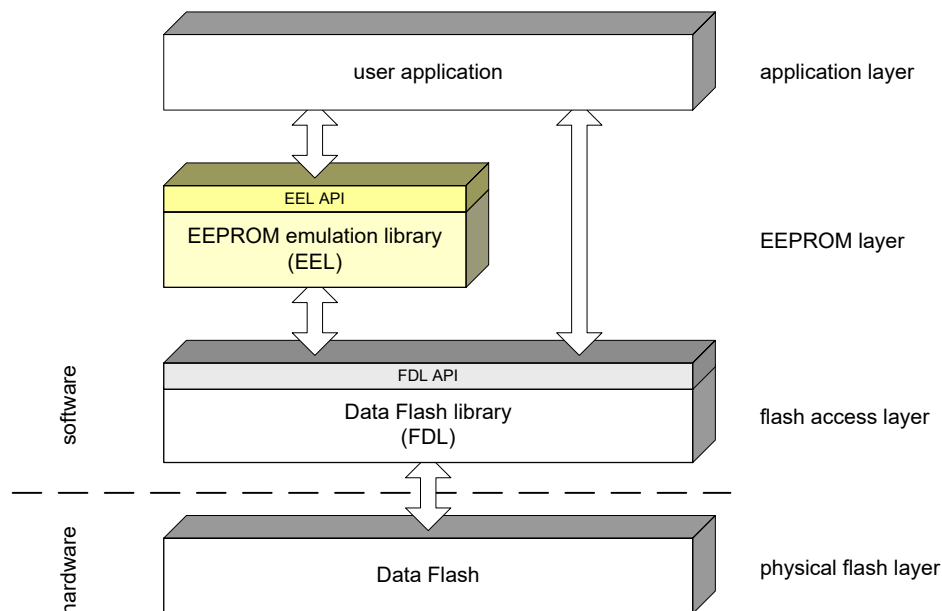 user application
application layer
EEL API
EEPROM emulation library
(EEL)
EEPROM layer
software
FDL API
Data Flash library
(FDL)
flash access layer
hardware
Data Flash
physical flash layer